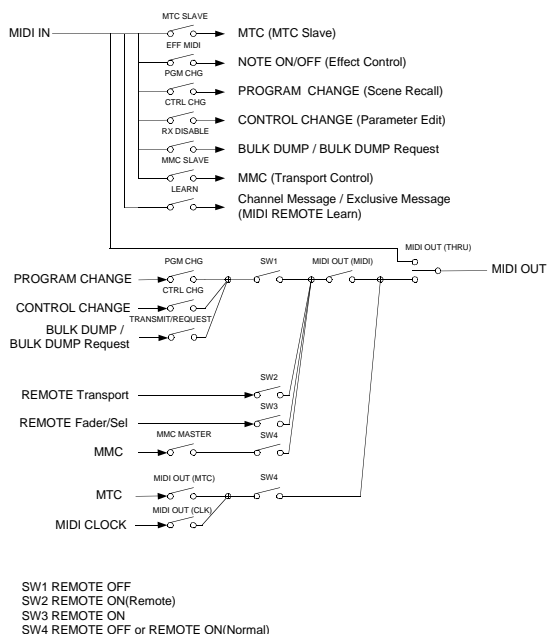 MTC SLAVE
MIDI IN
MTC (MTC Slave)
EFF MIDI
NOTE ON/OFF (Effect Control)
PGM CHG
PROGRAM CHANGE (Scene Recall)
CTRL CHG
CONTROL CHANGE (Parameter Edit)
RX DISABLE
BULK DUMP / BULK DUMP Request
MMC SLAVE
MMC (Transport Control)
LEARN
Channel Message / Exclusive Message
(MIDI REMOTE Learn)
MIDI OUT (THRU)
MIDI OUT
PGM CHG
SW1
MIDI OUT (MIDI)
PROGRAM CHANGE
CTRL CHG
CONTROL CHANGE
TRANSMIT/REQUEST
BULK DUMP /
BULK DUMP Request
SW2
REMOTE Transport
SW3
REMOTE Fader/Sel
MMC MASTER
SW4
MMC
MIDI OUT (MTC)
SW4
MTC
MIDI OUT (CLK)
MIDI CLOCK
SW1 REMOTE OFF
SW2 REMOTE ON(Remote)
SW3 REMOTE ON
SW4 REMOTE OFF or REMOTE ON(Normal)